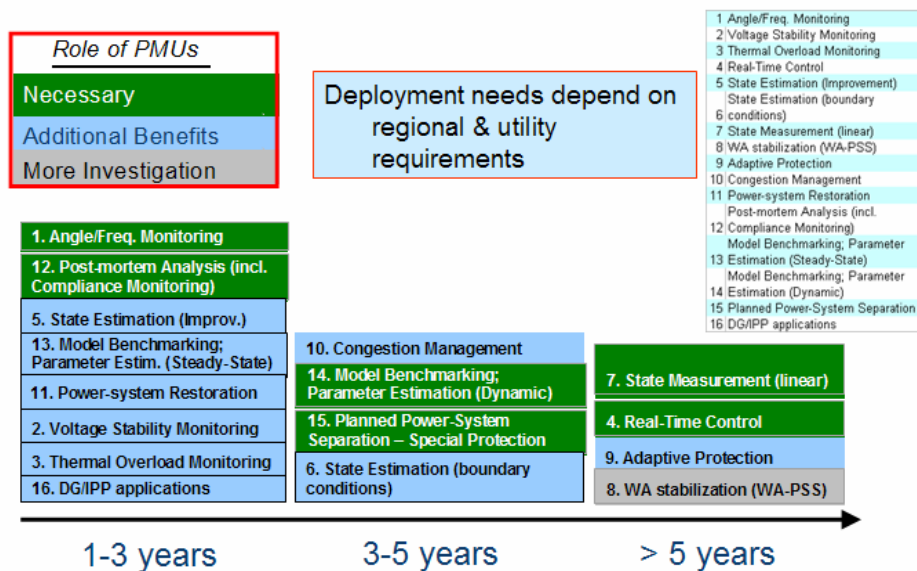 Role of PMUs
Necessary
Additional Benefits
More Investigation
Deployment needs depend on
regional & utility
requirements
1 Angle/Freq. Monitoring
2 Voltage Stability Monitoring
3 Thermal Overload Monitoring
4 Real-Time Control
5 State Estimation (Improvement)
State Estimation (boundary
6 conditions)
7 State Measurement (linear)
8 WA stabilization (WA-PSS)
9 Adaptive Protection
10 Congestion Management
11 Power-system Restoration
Post-mortem Analysis (incl.
12 Compliance Monitoring)
Model Benchmarking; Parameter
13 Estimation (Steady-State)
Model Benchmarking; Parameter
14 Estimation (Dynamic)
15 Planned Power-System Separation
16 DG/IPP applications
1. Angle/Freq. Monitoring
12. Post-mortem Analysis (incl.
Compliance Monitoring)
5. State Estimation (Improv.)
13. Model Benchmarking;
Parameter Estim. (Steady-State)
11. Power-system Restoration
2. Voltage Stability Monitoring
3. Thermal Overload Monitoring
16. DG/IPP applications
10. Congestion Management
14. Model Benchmarking;
Parameter Estimation (Dynamic)
15. Planned Power-System
Separation – Special Protection
6. State Estimation (boundary
conditions)
7. State Measurement (linear)
4. Real-Time Control
9. Adaptive Protection
8. WA stabilization (WA-PSS)
1-3 years
3-5 years
> 5 years